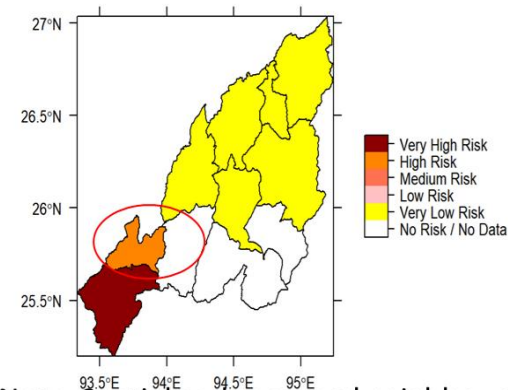 27°N
26.5°N
26°N
25.5°N
93.5°E 94°E 94.5°E 95°E
Very High Risk
High Risk
Medium Risk
Low Risk
Very Low Risk
No Risk / No Data